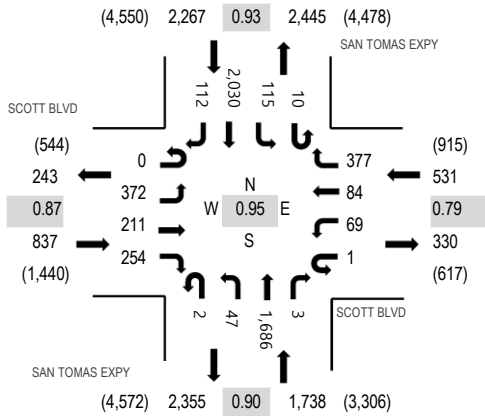 (4,550) 2,267 0.93 2,445 (4,478)
SAN TOMAS EXPY
SCOTT BLVD
112 2,030 115 10
(544)
243
0.87
837
(1,440)
0
372
211
254
N
W 0.95 E
S
377
84
69
1
(915)
531
0.79
330
(617)
2 47 1,686 3
SCOTT BLVD
SAN TOMAS EXPY
(4,572) 2,355 0.90 1,738 (3,306)